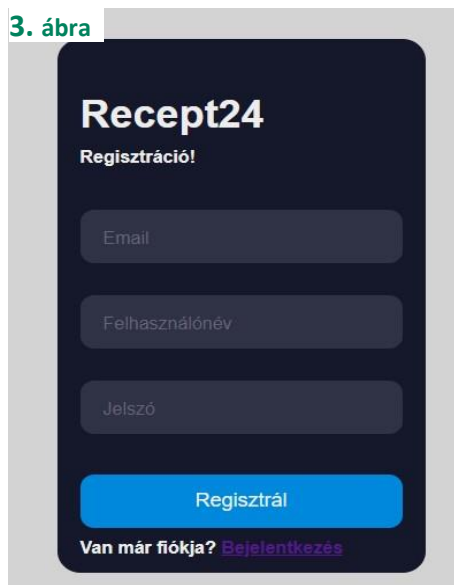 3. ábra
Recept24
Regisztráció!
Email
Felhasználónév
Jelszó
Regisztrál
Van már fiókja? Bejelentkezés